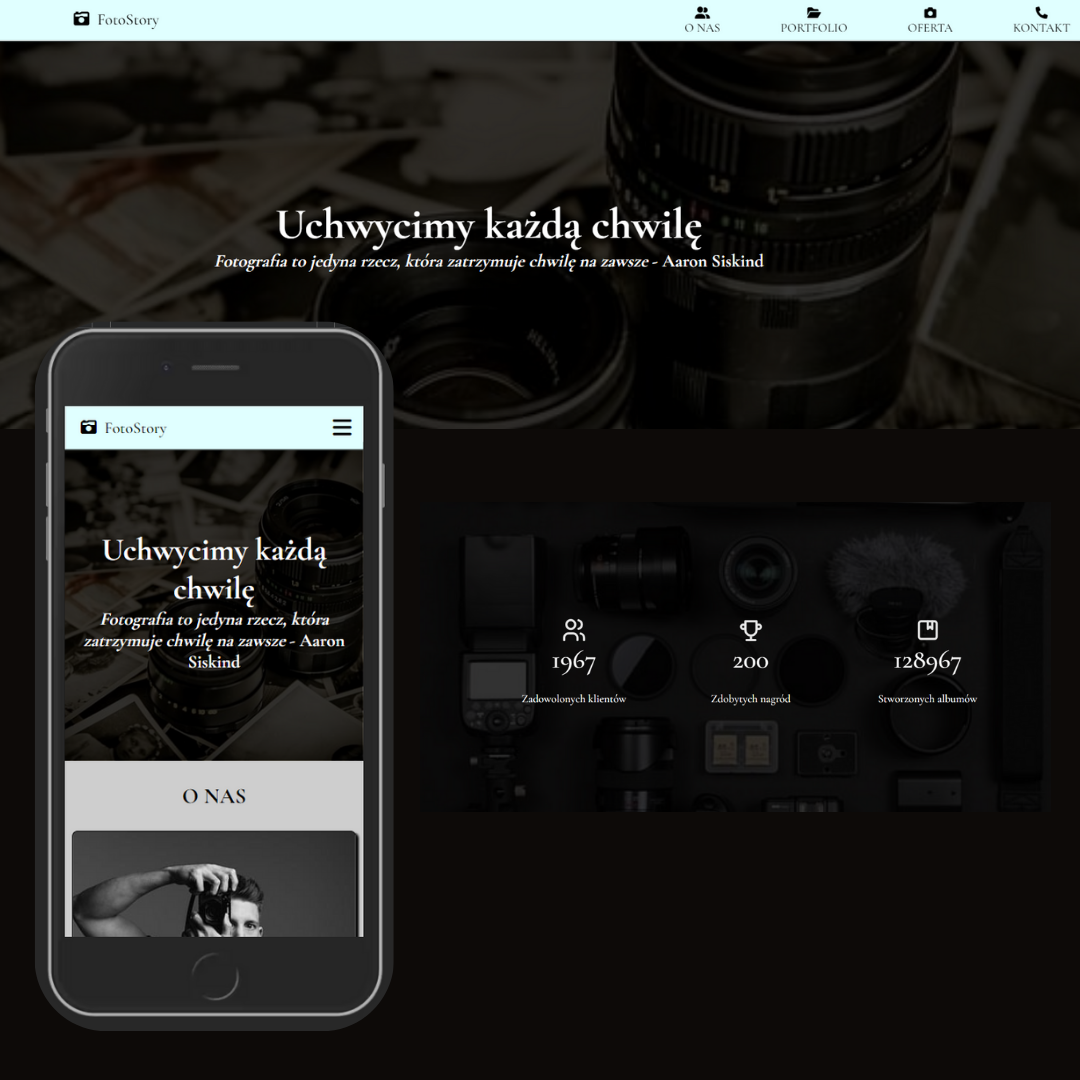 FotoStory
O NAS
PORTFOLIO
OFERTA
KONTAKT
Uchwycimy każdą chwilę
Fotografia to jedyna rzecz, która zatrzymuje chwilę na zawsze - Aaron Siskind
FotoStory
Uchwycimy każdą
chwilę
Fotografia to jedyna rzecz, która
zatrzymuje chwilę na zawsze - Aaron
Siskind
O NAS
1967
Zadowolonych klientów
200
Zdobytych nagród
128967
Stworzonych albumów